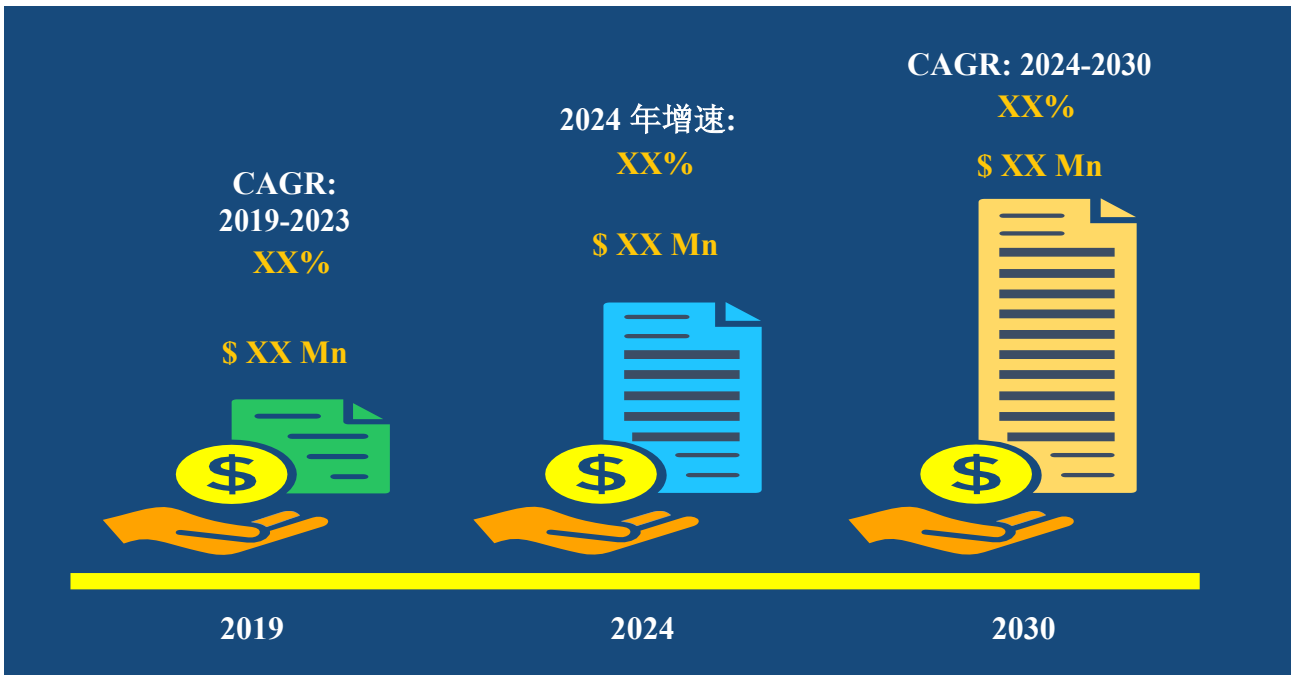 CAGR:
2019-2023
XX%
$ XX Mn
$
2019
2024 年增速:
XX%
$ XX Mn
$
2024
CAGR: 2024-2030
XX%
$ XX Mn
$
2030